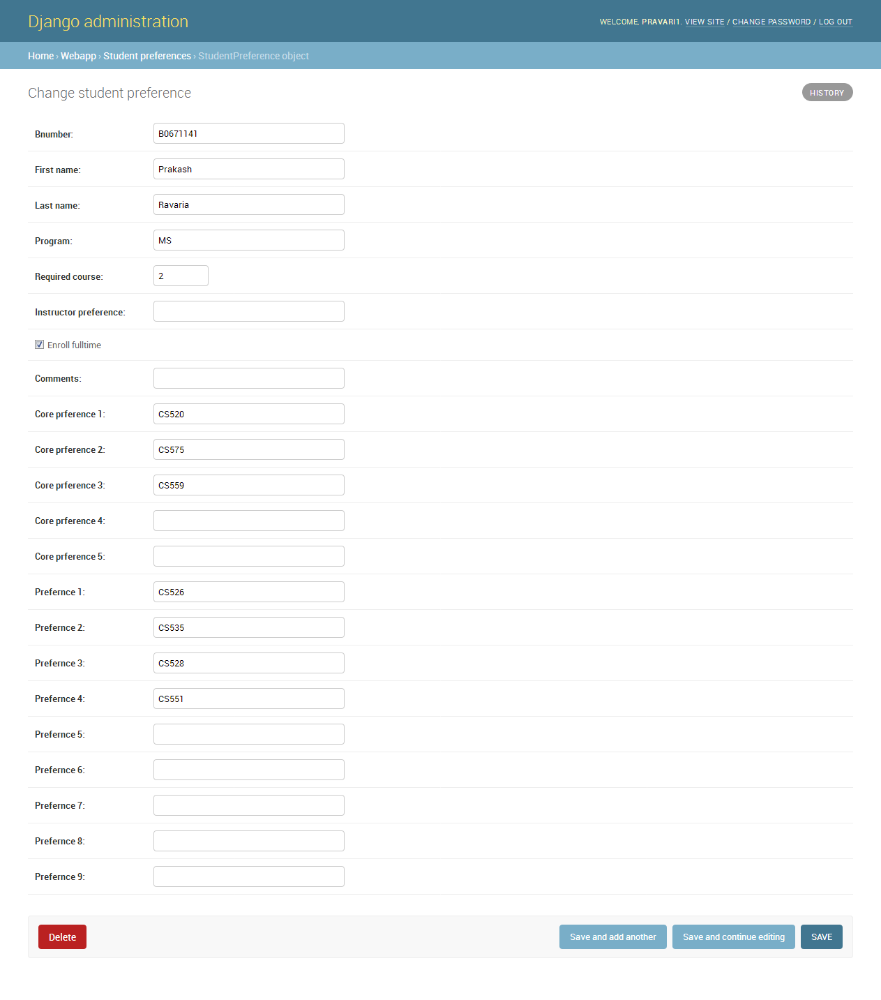 Django administration
WELCOME, PRAVARI1. VIEW SITE / CHANGE PASSWORD / LOG OUT
Home › Webapp › Student preferences › StudentPreference object
Change student preference
HISTORY
Bnumber: B0671141
First name: Prakash
Last name: Ravaria
Program: MS
Required course: 2
Instructor preference:
Enroll fulltime
Comments:
Core prference 1: CS520
Core prference 2: CS575
Core prference 3: CS559
Core prference 4:
Core prference 5:
Prefernce 1: CS526
Prefernce 2: CS535
Prefernce 3: CS528
Prefernce 4: CS551
Prefernce 5:
Prefernce 6:
Prefernce 7:
Prefernce 8:
Prefernce 9:
Delete Save and add another Save and continue editing SAVE